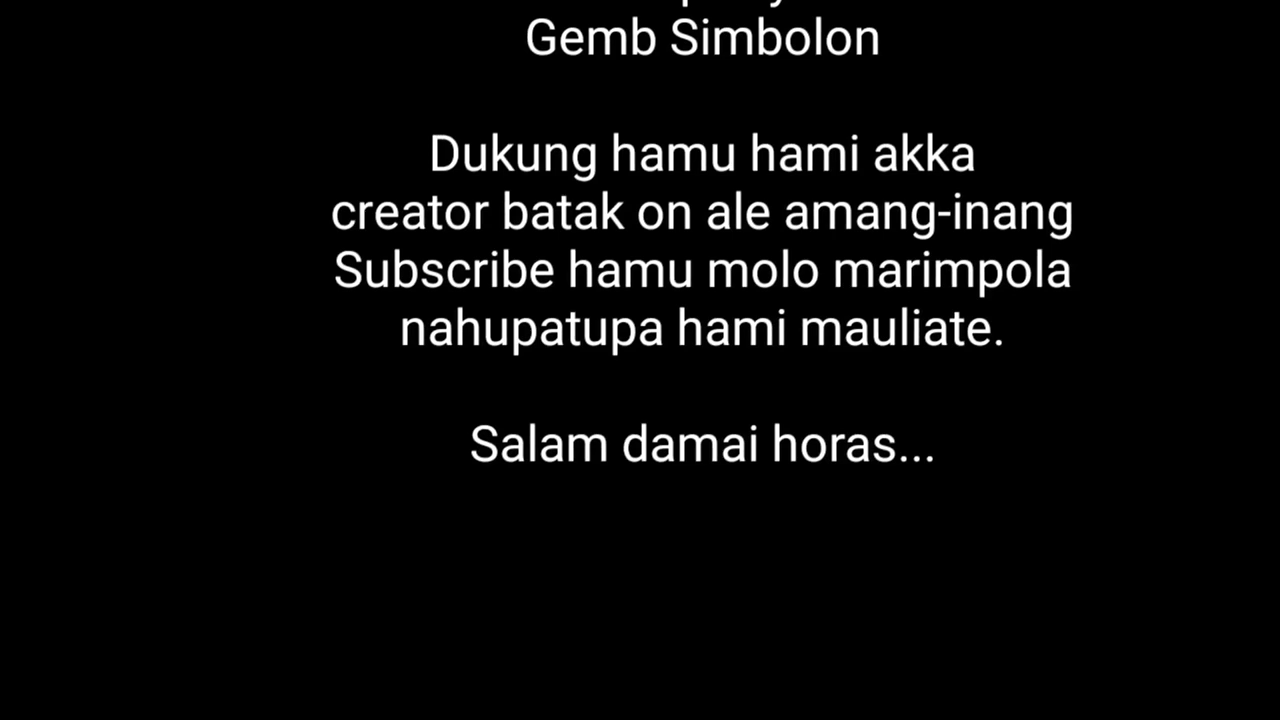 Gemb Simbolon
Dukung hamu hami akka
creator batak on ale amang-inang
Subscribe hamu molo marimpola
nahupatupa hami mauliate.
Salam damai horas...